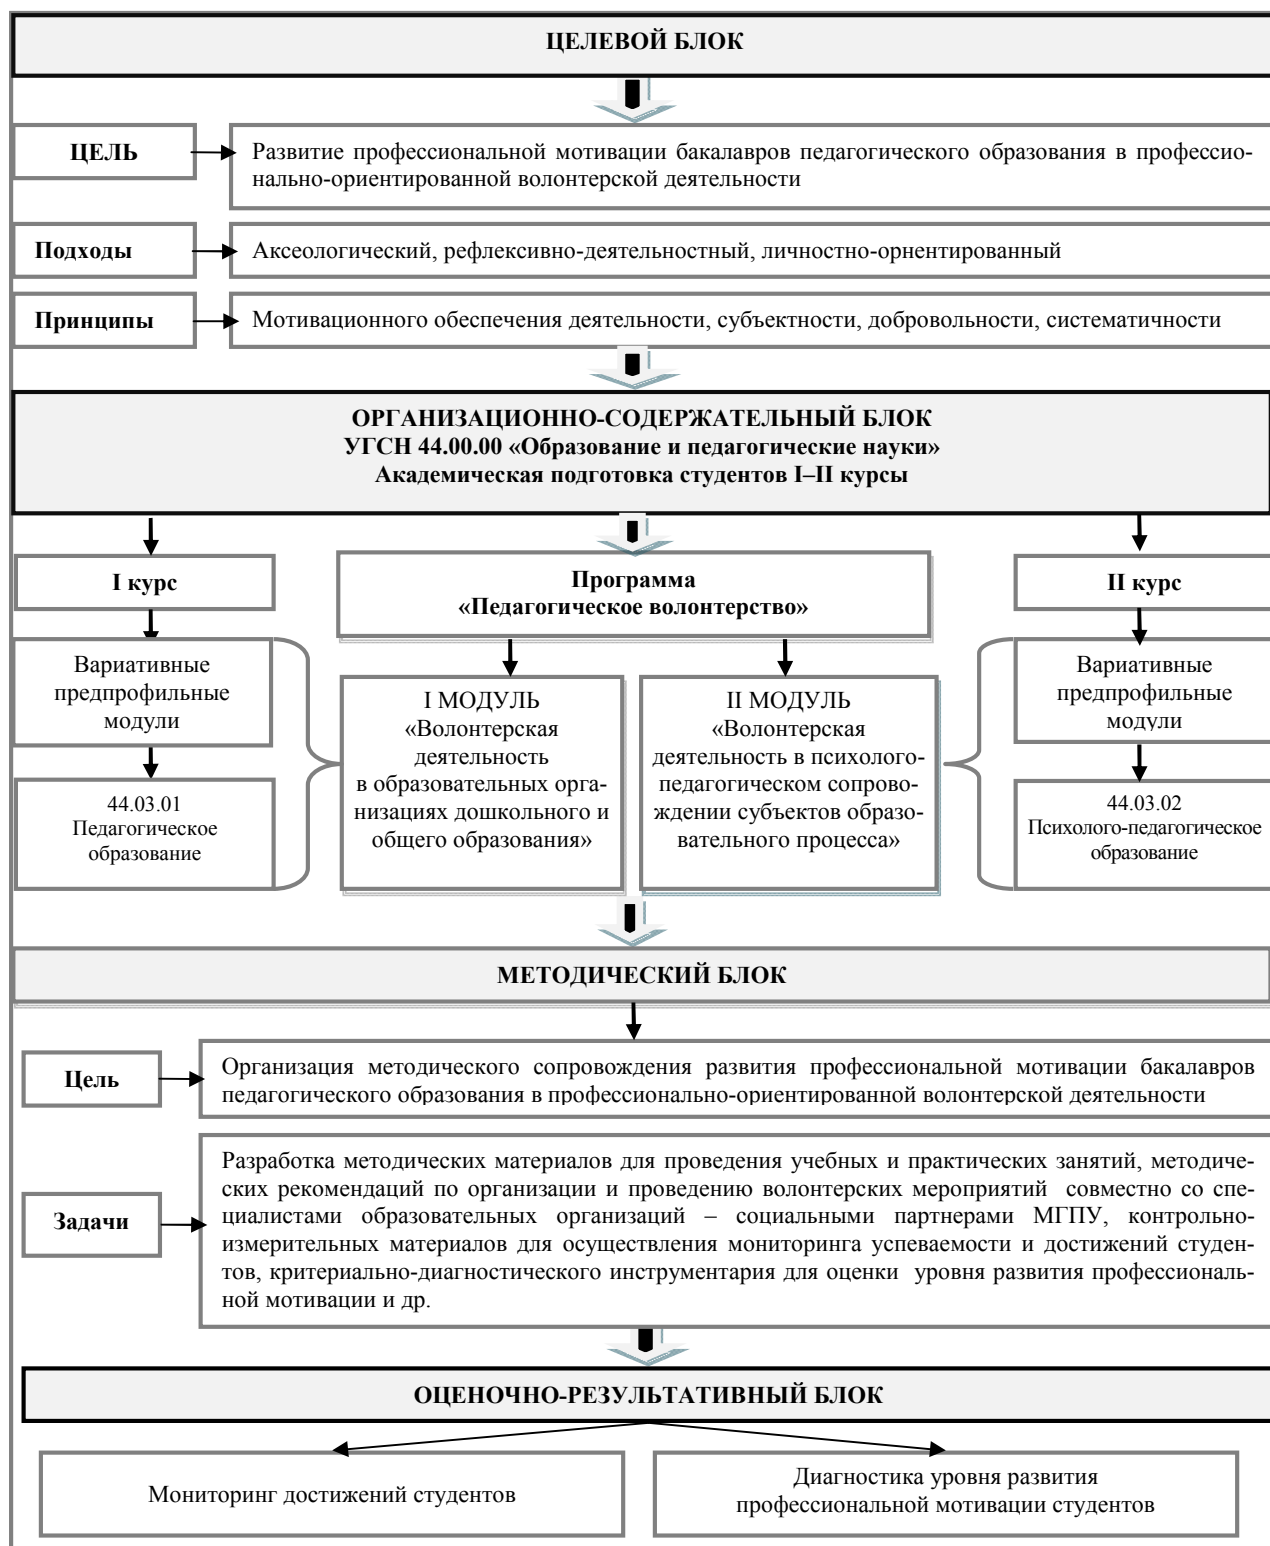 ЦЕЛЕВОЙ БЛОК
ЦЕЛЬ
Развитие профессиональной мотивации бакалавров педагогического образования в профессио-
нально-ориентированной волонтерской деятельности
Подходы
Аксеологический, рефлексивно-деятельностный, личностно-орнентированный
Принципы
Мотивационного обеспечения деятельности, субъектности, добровольности, систематичности
ОРГАНИЗАЦИОННО-СОДЕРЖАТЕЛЬНЫЙ БЛОК
УГСН 44.00.00 «Образование и педагогические науки»
Академическая подготовка студентов I–II курсы
I курс
Вариативные
предпрофильные
модули
44.03.01
Педагогическое
образование
Программа
«Педагогическое волонтерство»
I МОДУЛЬ
«Волонтерская
деятельность
в образовательных орга-
низациях дошкольного и
общего образования»
II МОДУЛЬ
«Волонтерская
деятельность в психолого-
педагогическом сопрово-
ждении субъектов образо-
вательного процесса»
II курс
Вариативные
предпрофильные
модули
44.03.02
Психолого-педагогическое
образование
МЕТОДИЧЕСКИЙ БЛОК
Цель
Организация методического сопровождения развития профессиональной мотивации бакалавров
педагогического образования в профессионально-ориентированной волонтерской деятельности
Задачи
Разработка методических материалов для проведения учебных и практических занятий, методиче-
ских рекомендаций по организации и проведению волонтерских мероприятий совместно со спе-
циалистами образовательных организаций – социальными партнерами МГПУ, контрольно-
измерительных материалов для осуществления мониторинга успеваемости и достижений студен-
тов, критериально-диагностического инструментария для оценки уровня развития профессиональ-
ной мотивации и др.
ОЦЕНОЧНО-РЕЗУЛЬТАТИВНЫЙ БЛОК
Мониторинг достижений студентов
Диагностика уровня развития
профессиональной мотивации студентов